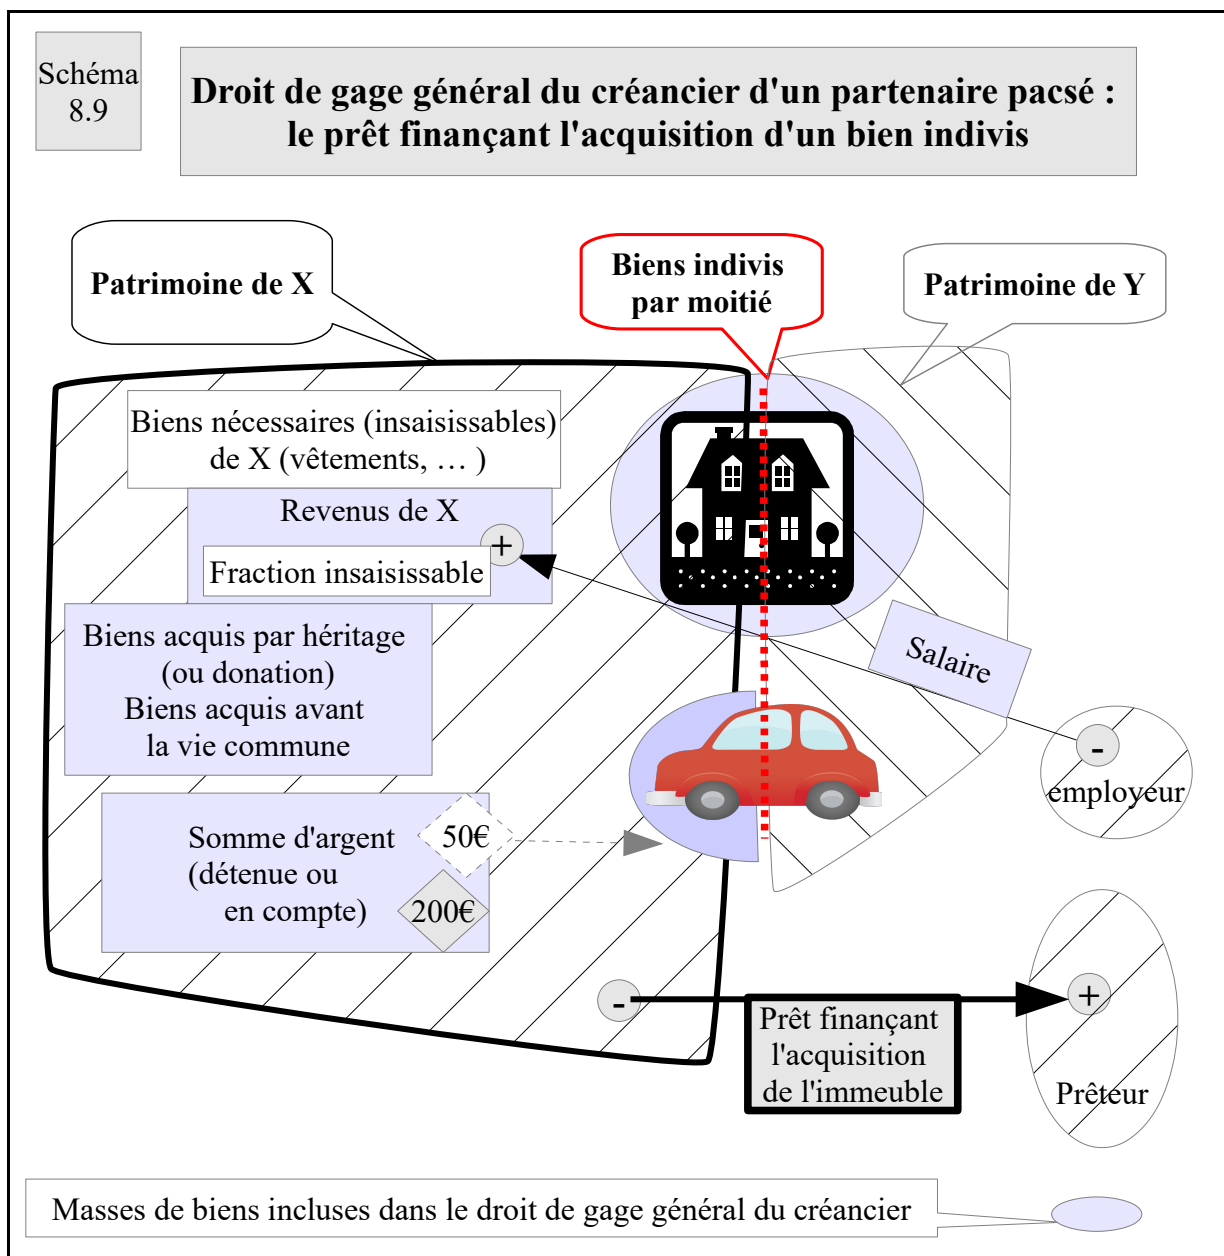 Schéma
8.9
Droit de gage général du créancier d'un partenaire pacsé :
le prêt finançant l'acquisition d'un bien indivis
Patrimoine de X
Biens indivis
par moitié
Patrimoine de Y
Biens nécessaires (insaisissables)
de X (vêtements, … )
Revenus de X
+
Fraction insaisissable
Biens acquis par héritage
(ou donation)
Biens acquis avant
la vie commune
Salaire
-
employeur
Somme d'argent
(détenue ou
en compte)
50€
200€
-
+
Prêt finançant
l'acquisition
de l'immeuble
Prêteur
Masses de biens incluses dans le droit de gage général du créancier